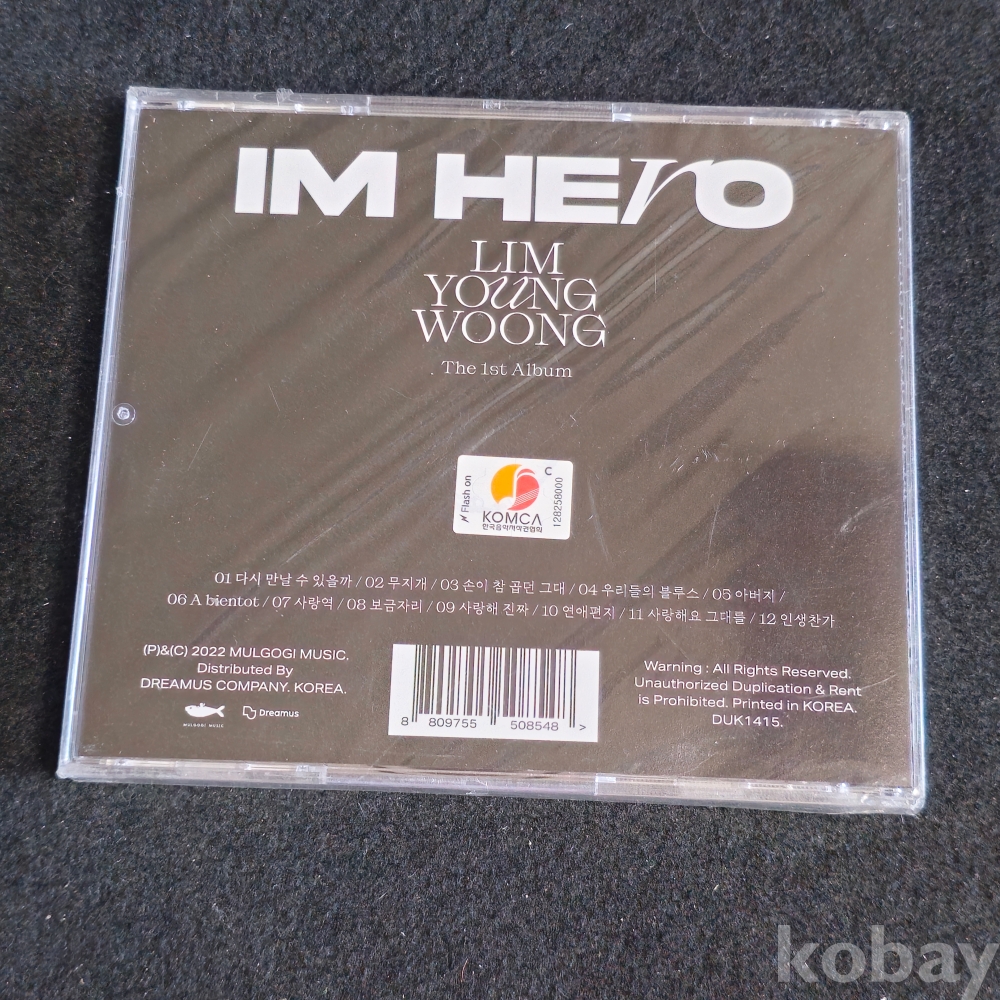 IM HErO
LIM
YOUNG
WOONG
The 1st Album
Flash on
C
128258000
KOMCA
한국음악저작권협회
01 다시 만날 수 있을까 / 02 무지개 / 03 손이 참 곱던 그대 / 04 우리들의 블루스 / 05 아버지 /
06 A bientot / 07 사랑역 / 08 보금자리 / 09 사랑해 진짜 / 10 연애편지 / 11 사랑해요 그대를 / 12 인생찬가
(P)&(C) 2022 MULGOGI MUSIC.
Distributed By
DREAMUS COMPANY. KOREA.
MULGOGI MUSIC
Dreamus
8 809755 508548 >
Warning : All Rights Reserved.
Unauthorized Duplication & Rent
is Prohibited. Printed in KOREA.
DUK1415.
kobay